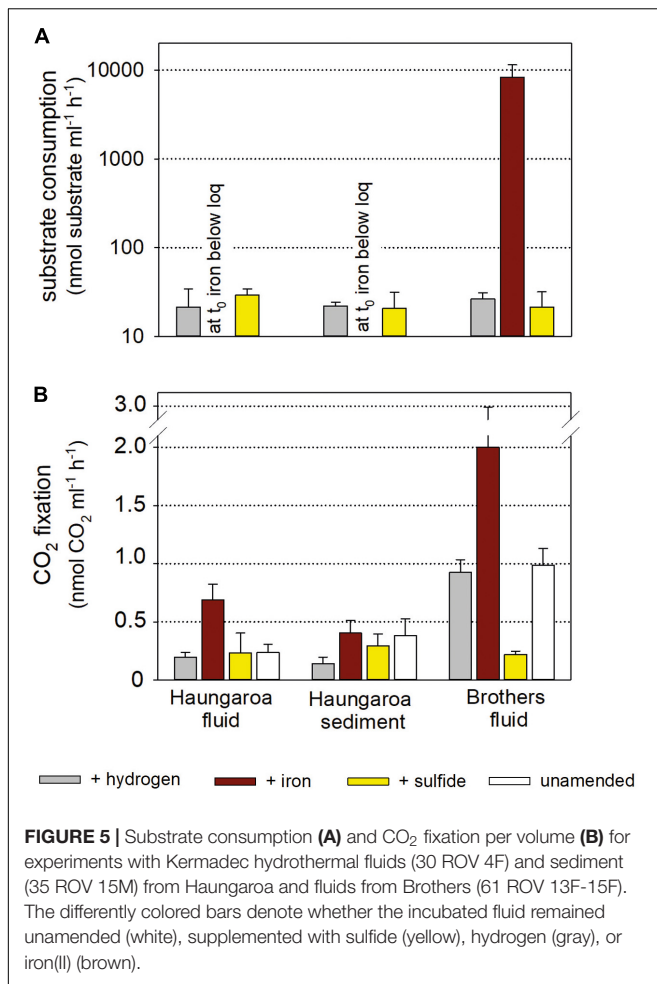 A
substrate consumption
(nmol substrate ml⁻¹ h⁻¹)
10000
1000
100
10
at t₀ iron below loq
at t₀ iron below loq
B
CO₂ fixation
(nmol CO₂ ml⁻¹ h⁻¹)
3.0
2.0
1.5
1.0
0.5
0
Haungaroa
fluid
Haungaroa
sediment
Brothers
fluid
+ hydrogen + iron + sulfide unamended
FIGURE 5 | Substrate consumption (A) and CO₂ fixation per volume (B) for
experiments with Kermadec hydrothermal fluids (30 ROV 4F) and sediment
(35 ROV 15M) from Haungaroa and fluids from Brothers (61 ROV 13F-15F).
The differently colored bars denote whether the incubated fluid remained
unamended (white), supplemented with sulfide (yellow), hydrogen (gray), or
iron(II) (brown).